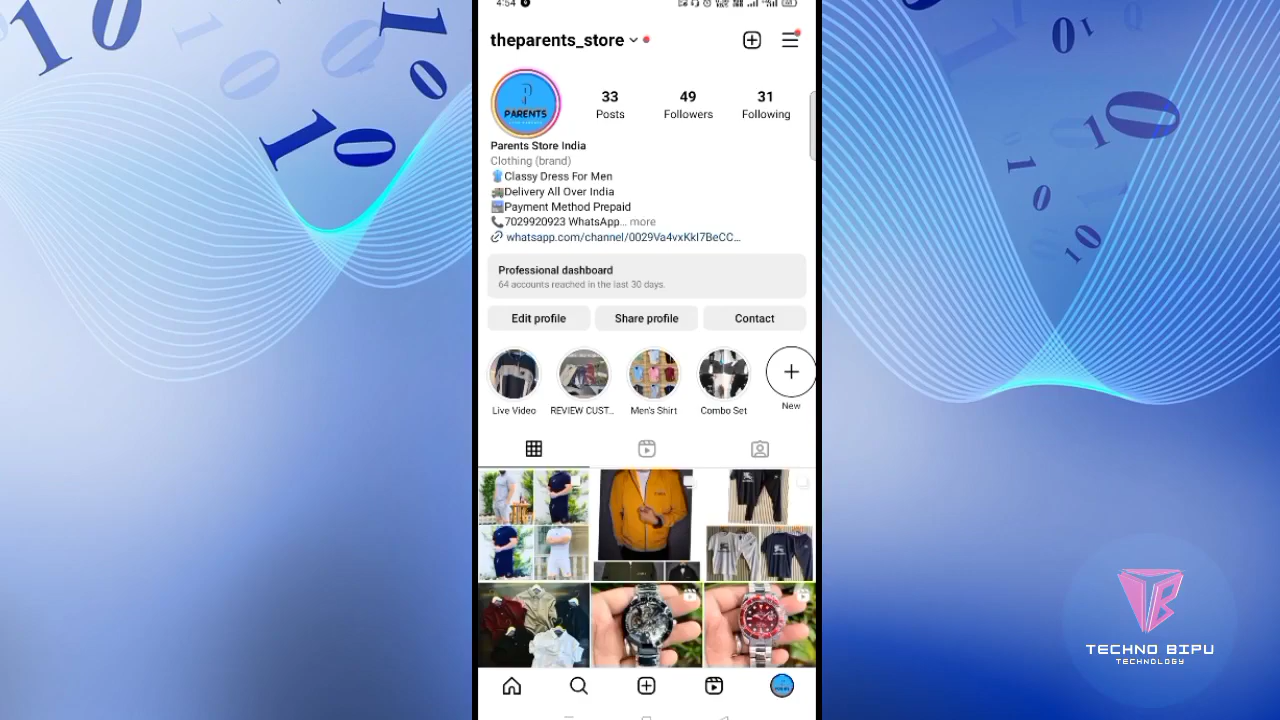 4:54
theparents_store
33
Posts
49
Followers
31
Following
PARENTS
Parents Store India
Clothing (brand)
👕Classy Dress For Men
🚚Delivery All Over India
🏧Payment Method Prepaid
📞7029920923 WhatsApp... more
whatsapp.com/channel/0029Va4vxKkI7BeCC...
Professional dashboard
64 accounts reached in the last 30 days.
Edit profile
Share profile
Contact
Live Video
REVIEW CUST...
Men's Shirt
Combo Set
New
TECHNO BIPU
TECHNOLOGY